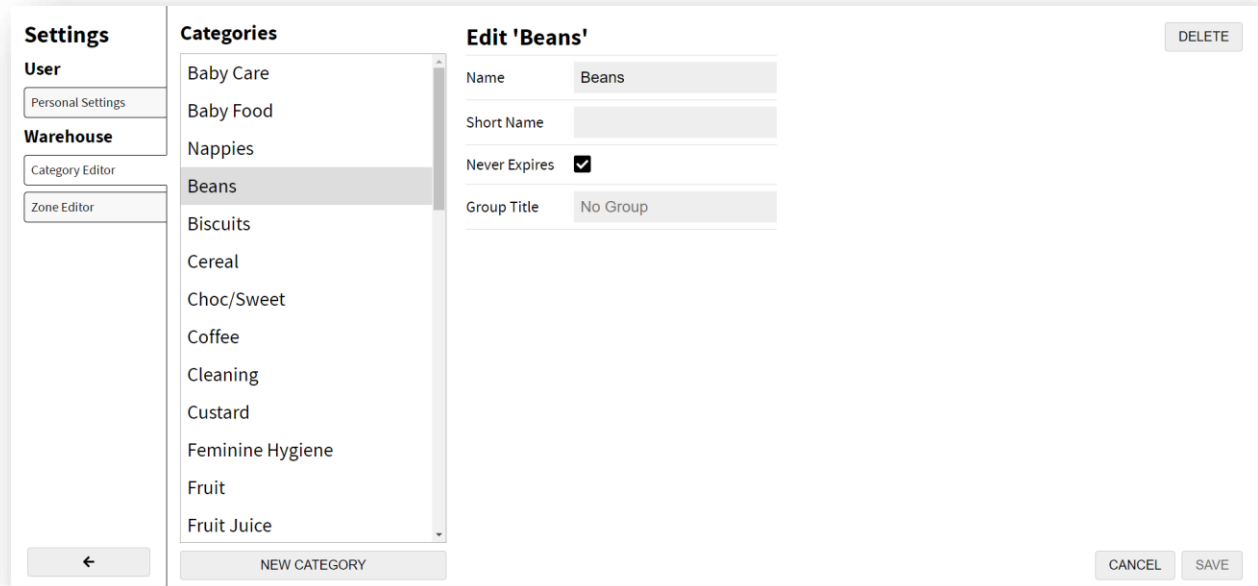 Settings
User
Personal Settings
Warehouse
Category Editor
Zone Editor
Categories
Baby Care
Baby Food
Nappies
Beans
Biscuits
Cereal
Choc/Sweet
Coffee
Cleaning
Custard
Feminine Hygiene
Fruit
Fruit Juice
NEW CATEGORY
Edit 'Beans'
DELETE
Name Beans
Short Name
Never Expires
Group Title No Group
CANCEL SAVE